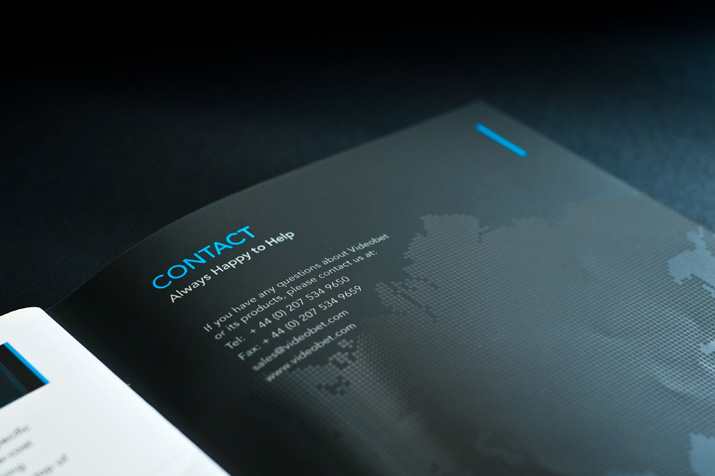 CONTACT
Always Happy to Help
If you have any questions about Videobet
or its products, please contact us at:
Tel: + 44 (0) 207 534 9650
Fax: + 44 (0) 207 534 9659
sales@videobet.com
www.videobet.com